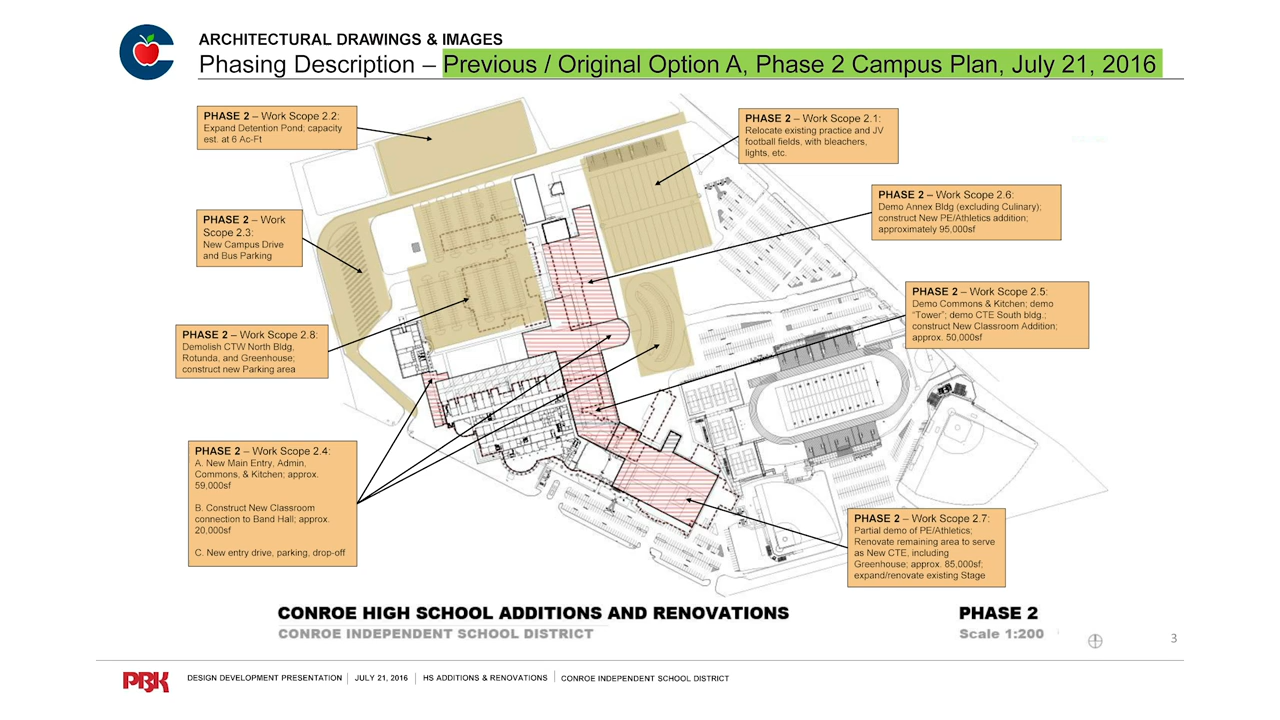 ARCHITECTURAL DRAWINGS & IMAGES
Phasing Description – Previous / Original Option A, Phase 2 Campus Plan, July 21, 2016
PHASE 2 – Work Scope 2.2:
Expand Detention Pond; capacity
est. at 6 Ac-Ft
PHASE 2 – Work Scope 2.1:
Relocate existing practice and JV
football fields, with bleachers,
lights, etc.
PHASE 2 – Work Scope 2.6:
Demo Annex Bldg (excluding Culinary);
construct New PE/Athletics addition;
approximately 95,000sf
PHASE 2 – Work
Scope 2.3:
New Campus Drive
and Bus Parking
PHASE 2 – Work Scope 2.5:
Demo Commons & Kitchen; demo
“Tower”; demo CTE South bldg.;
construct New Classroom Addition;
approx. 50,000sf
PHASE 2 – Work Scope 2.8:
Demolish CTW North Bldg,
Rotunda, and Greenhouse;
construct new Parking area
PHASE 2 – Work Scope 2.4:
A. New Main Entry, Admin,
Commons, & Kitchen; approx.
59,000sf
B. Construct New Classroom
connection to Band Hall; approx.
20,000sf
C. New entry drive, parking, drop-off
PHASE 2 – Work Scope 2.7:
Partial demo of PE/Athletics;
Renovate remaining area to serve
as New CTE, including
Greenhouse; approx. 85,000sf;
expand/renovate existing Stage
CONROE HIGH SCHOOL ADDITIONS AND RENOVATIONS
CONROE INDEPENDENT SCHOOL DISTRICT
PHASE 2
Scale 1:200
3
PBK
DESIGN DEVELOPMENT PRESENTATION | JULY 21, 2016 | HS ADDITIONS & RENOVATIONS | CONROE INDEPENDENT SCHOOL DISTRICT